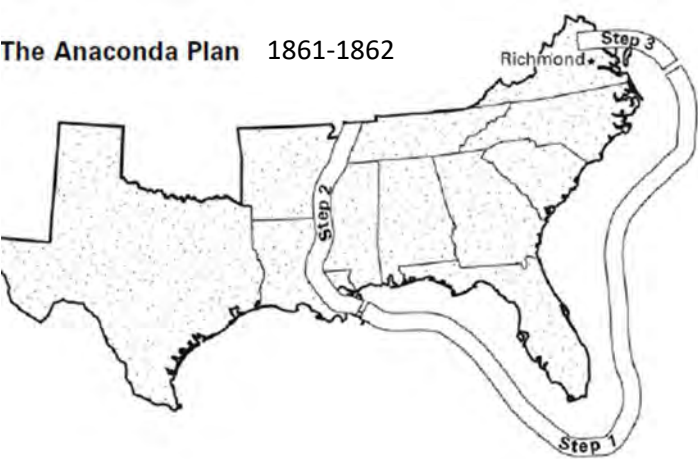 The Anaconda Plan 1861-1862
Step 3
Richmond
Step 2
Step 1